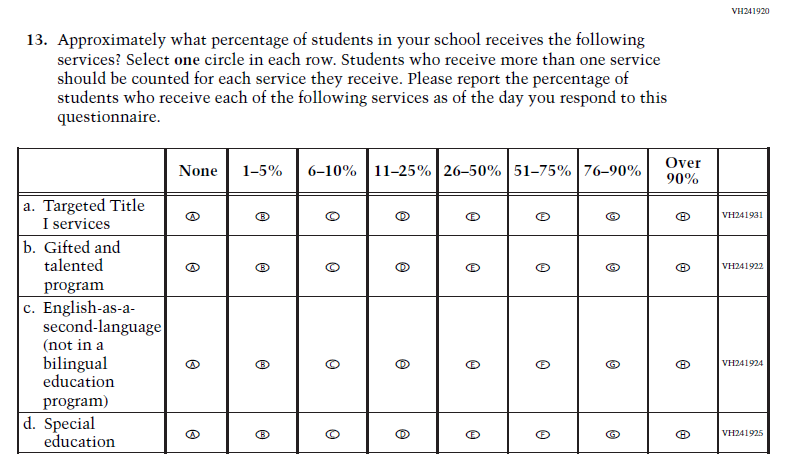 VH241920
13. Approximately what percentage of students in your school receives the following
services? Select one circle in each row. Students who receive more than one service
should be counted for each service they receive. Please report the percentage of
students who receive each of the following services as of the day you respond to this
questionnaire.
None 1–5% 6–10% 11–25% 26–50% 51–75% 76–90% Over
90%
a. Targeted Title
I services
A B C D E F G H VH241931
b. Gifted and
talented
program
A B C D E F G H VH241922
c. English-as-a-
second-language
(not in a
bilingual
education
program)
A B C D E F G H VH241924
d. Special
education
A B C D E F G H VH241925